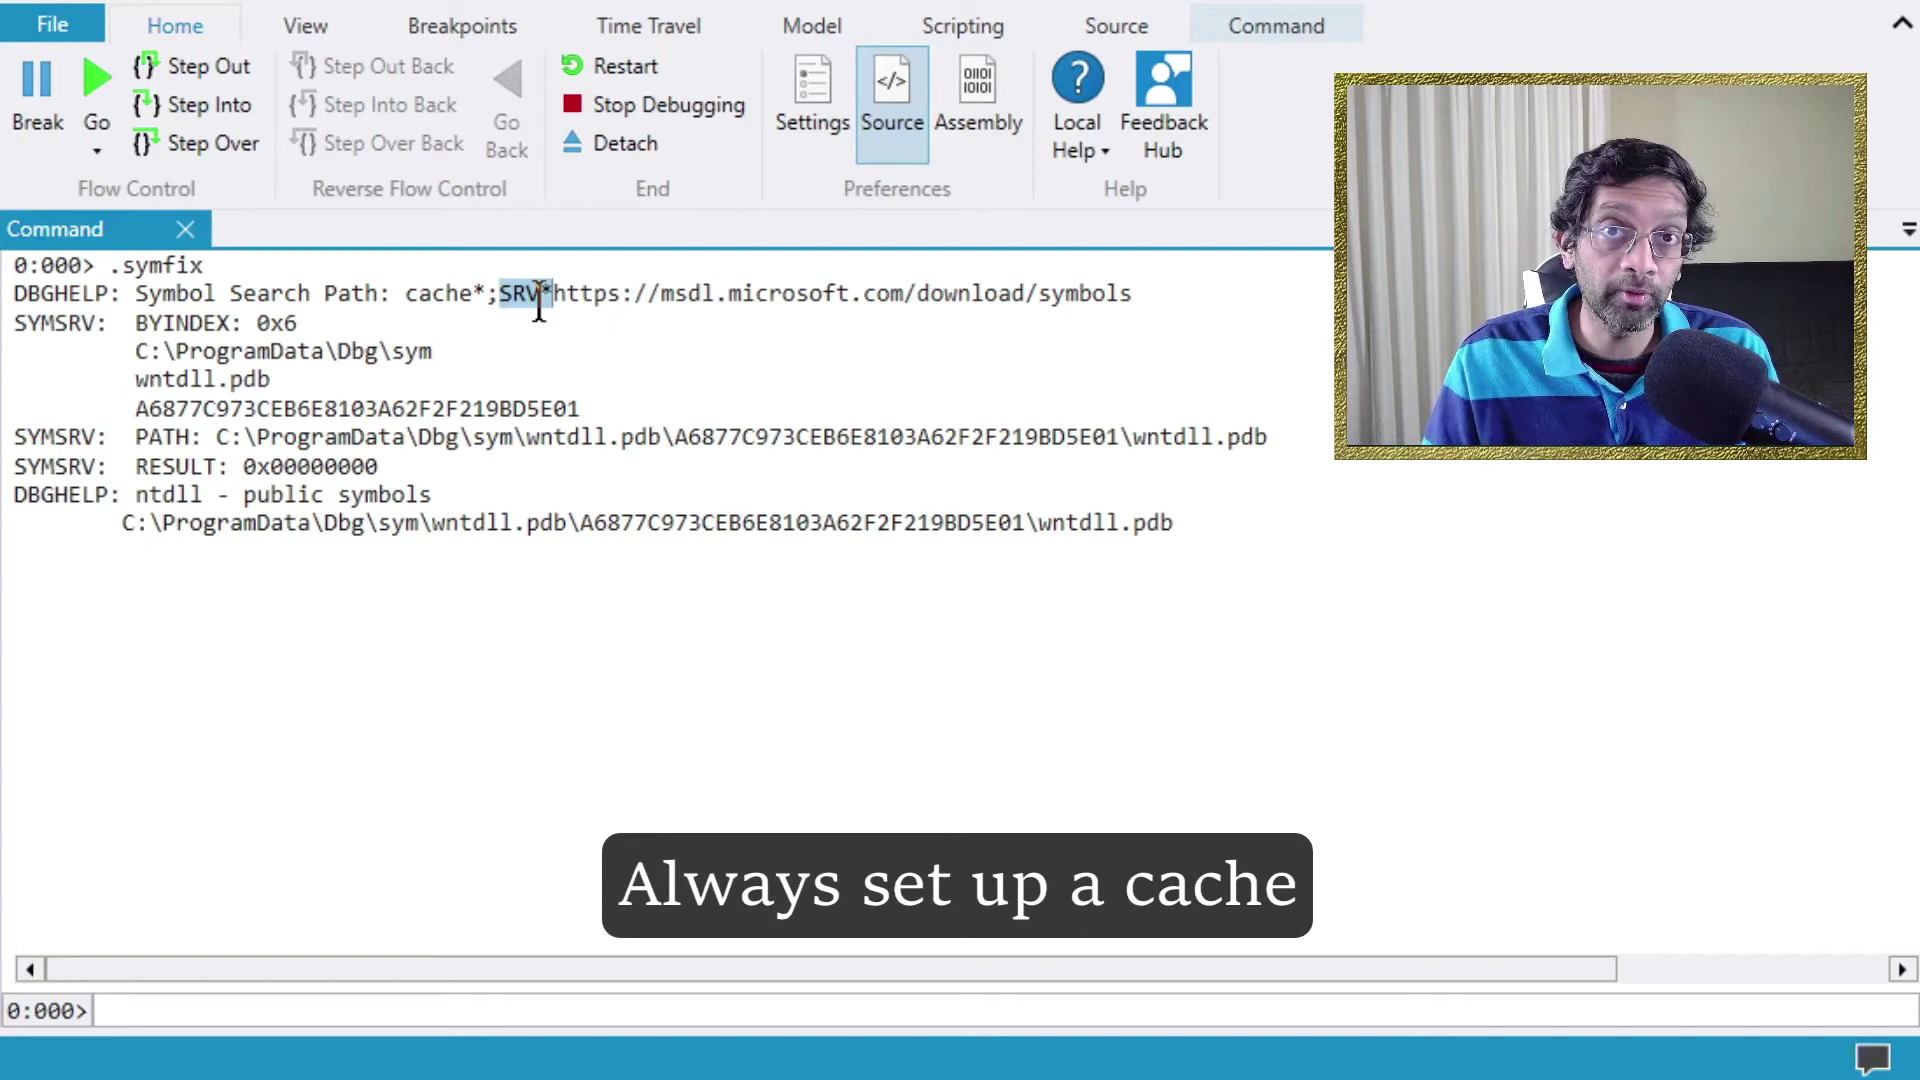 File Home View Breakpoints Time Travel Model Scripting Source Command
Break
Go
Step Out
Step Into
Step Over
Flow Control
Step Out Back
Step Into Back
Step Over Back
Go
Back
Reverse Flow Control
Restart
Stop Debugging
Detach
End
Settings
Source
</>
Assembly
0101
10101
Preferences
?
Local
Help
Feedback
Hub
Help
Command
0:000> .symfix
DBGHELP: Symbol Search Path: cache*;SRV*https://msdl.microsoft.com/download/symbols
SYMSRV: BYINDEX: 0x6
C:\ProgramData\Dbg\sym
wntdll.pdb
A6877C973CEB6E8103A62F2F219BD5E01
SYMSRV: PATH: C:\ProgramData\Dbg\sym\wntdll.pdb\A6877C973CEB6E8103A62F2F219BD5E01\wntdll.pdb
SYMSRV: RESULT: 0x00000000
DBGHELP: ntdll - public symbols
C:\ProgramData\Dbg\sym\wntdll.pdb\A6877C973CEB6E8103A62F2F219BD5E01\wntdll.pdb
Always set up a cache
0:000>